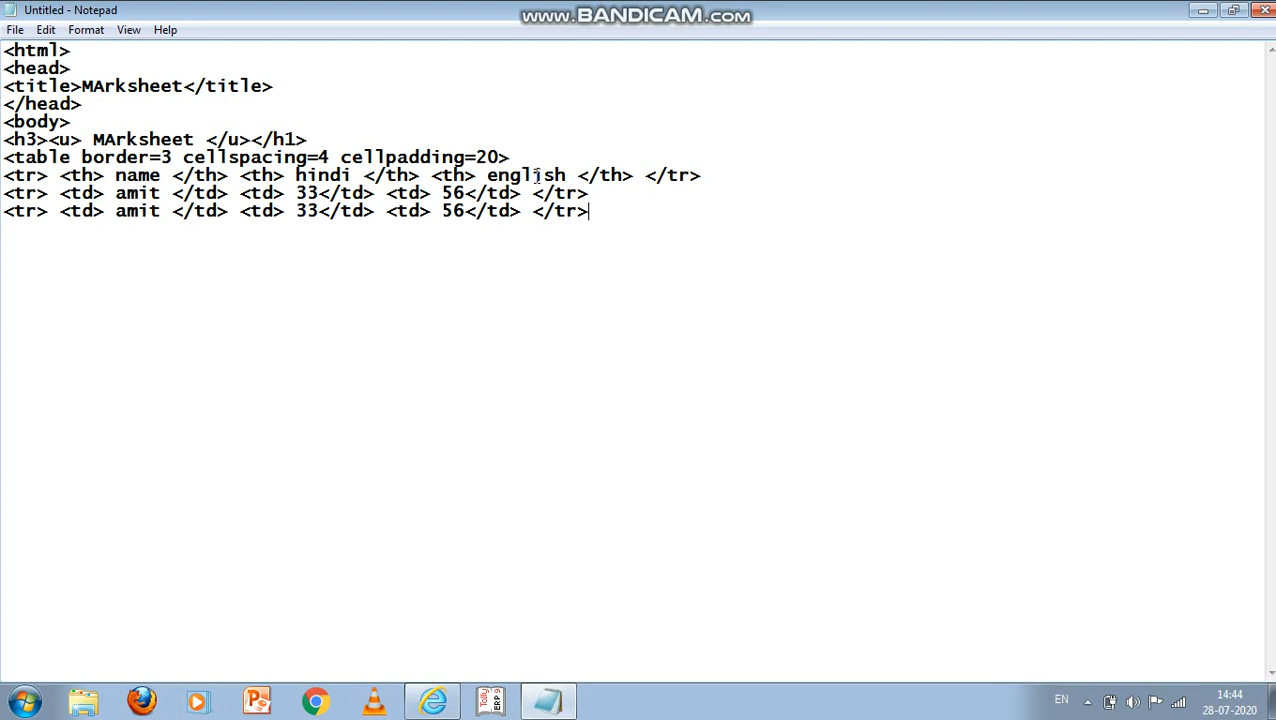 Untitled - Notepad
www.BANDICAM.com
File Edit Format View Help
<html>
<head>
<title>MArksheet</title>
</head>
<body>
<h3><u> MArksheet </u></h1>
<table border=3 cellspacing=4 cellpadding=20>
<tr> <th> name </th> <th> hindi </th> <th> english </th> </tr>
<tr> <td> amit </td> <td> 33</td> <td> 56</td> </tr>
<tr> <td> amit </td> <td> 33</td> <td> 56</td> </tr>
Tally
ERP 9
EN
14:44
28-07-2020